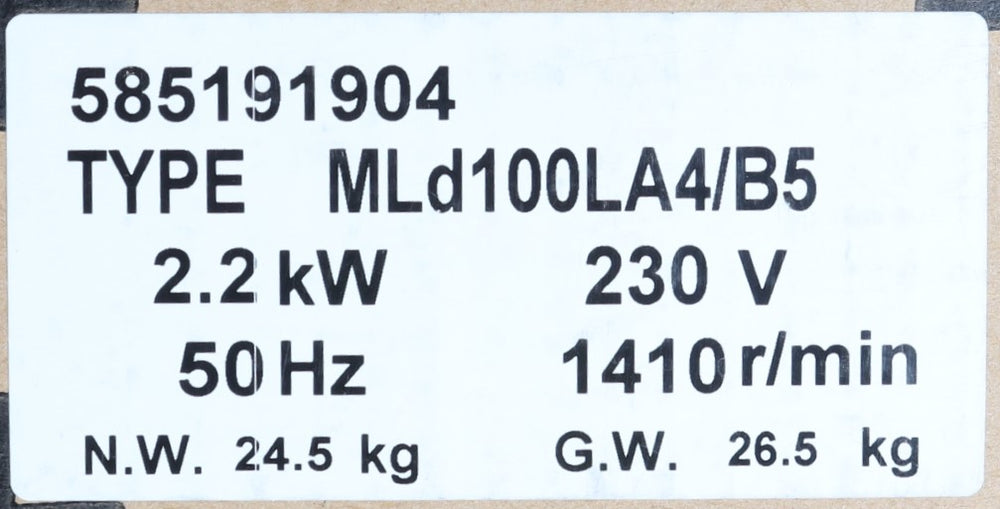 585191904
TYPE MLd100LA4/B5
2.2 kW 230 V
50 Hz 1410 r/min
N.W. 24.5 kg G.W. 26.5 kg